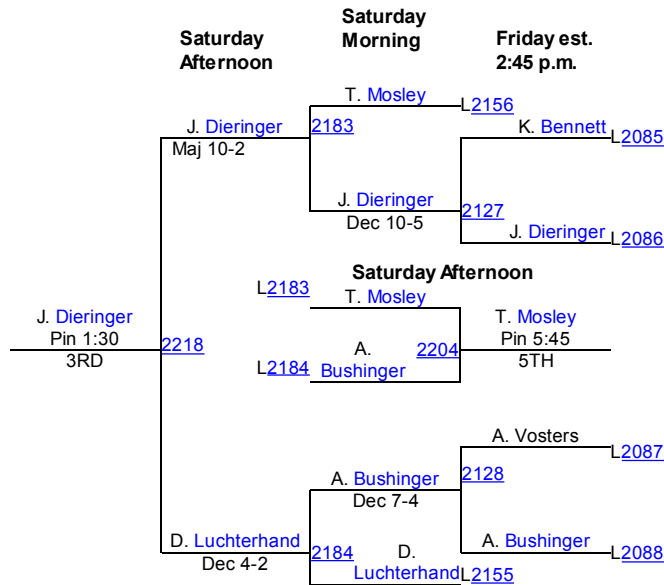 Saturday
Afternoon
Saturday
Morning
Friday est.
2:45 p.m.
T. Mosley
L2156
K. Bennett
L2085
J. Dieringer
Maj 10-2
2183
J. Dieringer
Dec 10-5
2127
J. Dieringer
L2086
Saturday Afternoon
L2183
T. Mosley
J. Dieringer
Pin 1:30
3RD
2218
T. Mosley
Pin 5:45
5TH
2204
L2184
A.
Bushinger
A. Vosters
L2087
A. Bushinger
Dec 7-4
2128
D. Luchterhand
Dec 4-2
2184
A. Bushinger
L2088
D.
Luchterhand
L2155